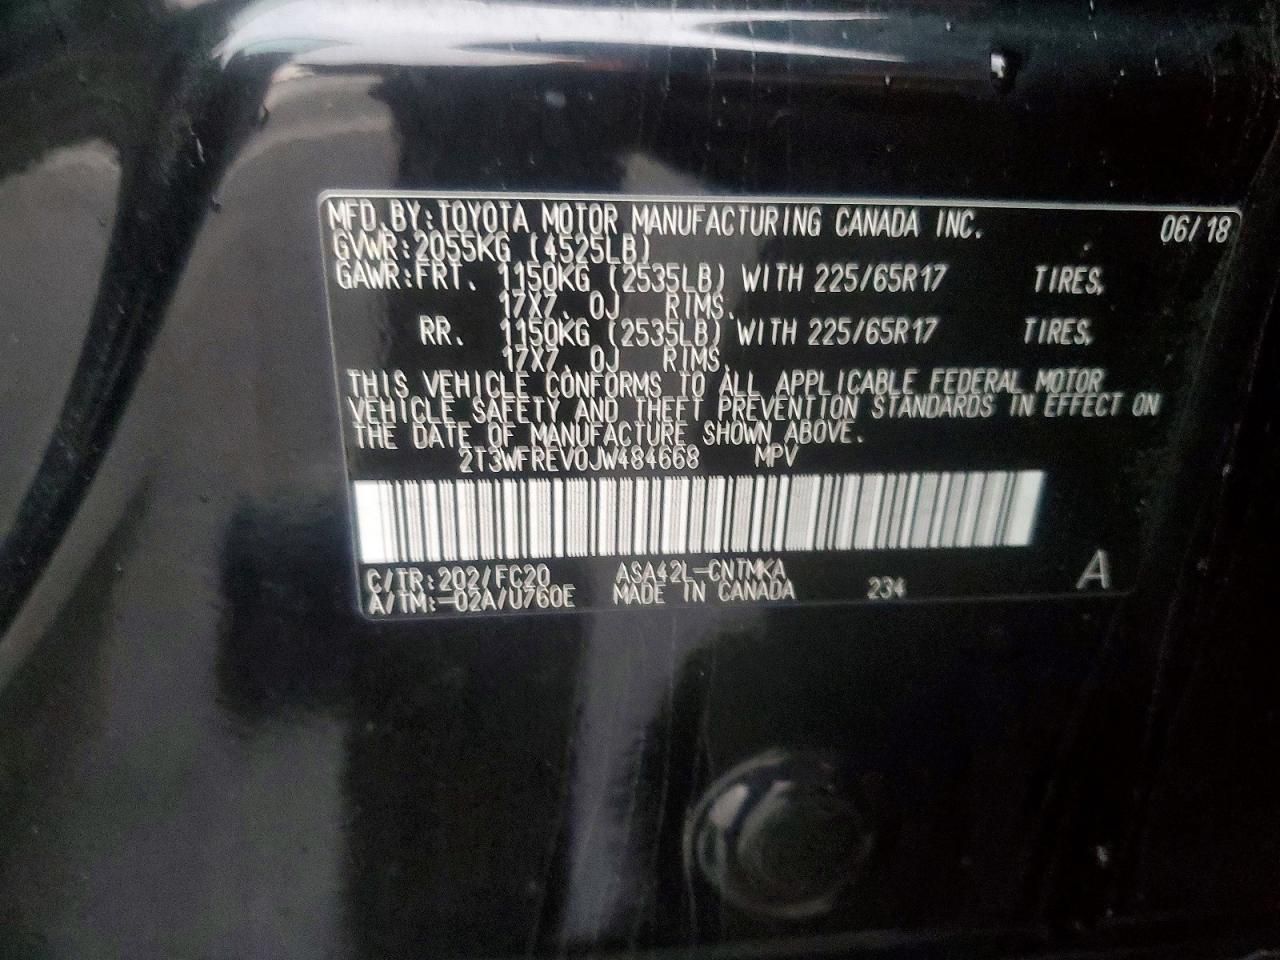 MFD.BY:TOYOTA MOTOR MANUFACTURING CANADA INC. 06/18
GVWR:2055KG (4525LB)
GAWR:FRT. 1150KG (2535LB) WITH 225/65R17 TIRES,
17X7.0J RIMS.
RR. 1150KG (2535LB) WITH 225/65R17 TIRES,
17X7.0J RIMS.
THIS VEHICLE CONFORMS TO ALL APPLICABLE FEDERAL MOTOR
VEHICLE SAFETY AND THEFT PREVENTION STANDARDS IN EFFECT ON
THE DATE OF MANUFACTURE SHOWN ABOVE.
2T3WFREV0JW484668 MPV
C/TR:202/FC20 ASA42L-CNTMKA
A/TM:-02A/U760E MADE IN CANADA 234 A